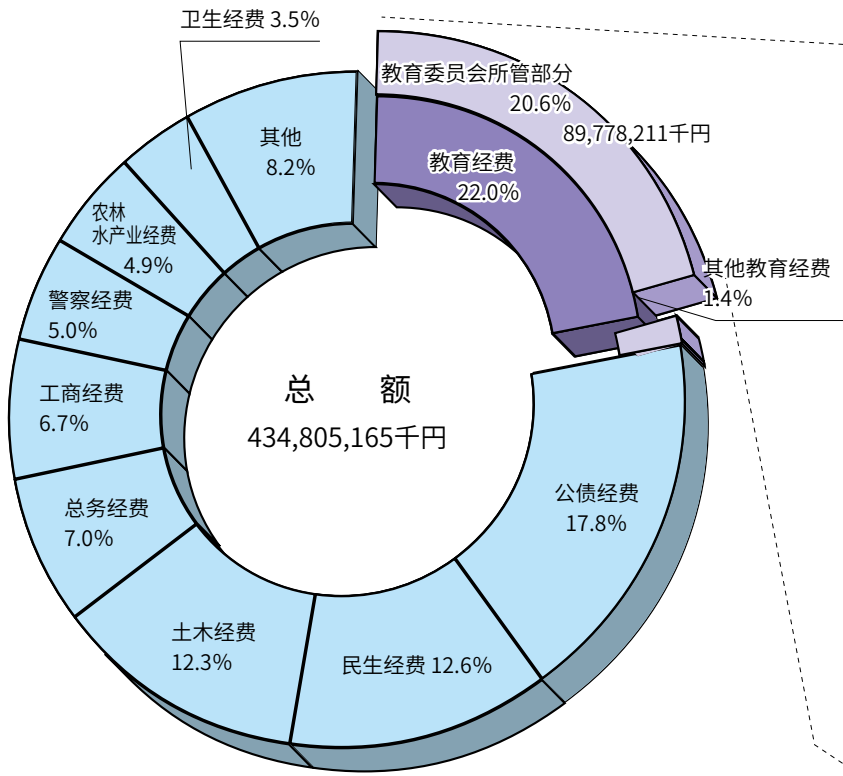 卫生经费 3.5%
教育委员会所管部分
20.6%
89,778,211千円
教育经费
22.0%
其他
8.2%
农林
水产业经费
4.9%
其他教育经费
1.4%
警察经费
5.0%
工商经费
6.7%
总 额
434,805,165千円
总务经费
7.0%
公债经费
17.8%
土木经费
12.3%
民生经费 12.6%